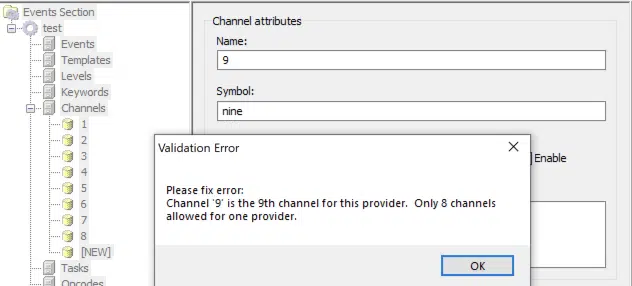 Events Section
test
Events
Templates
Levels
Keywords
Channels
1
2
3
4
5
6
7
8
[NEW]
Tasks
Opcodes
Channel attributes
Name:
9
Symbol:
nine
Enable
Validation Error
Please fix error:
Channel '9' is the 9th channel for this provider.  Only 8 channels
allowed for one provider.
OK